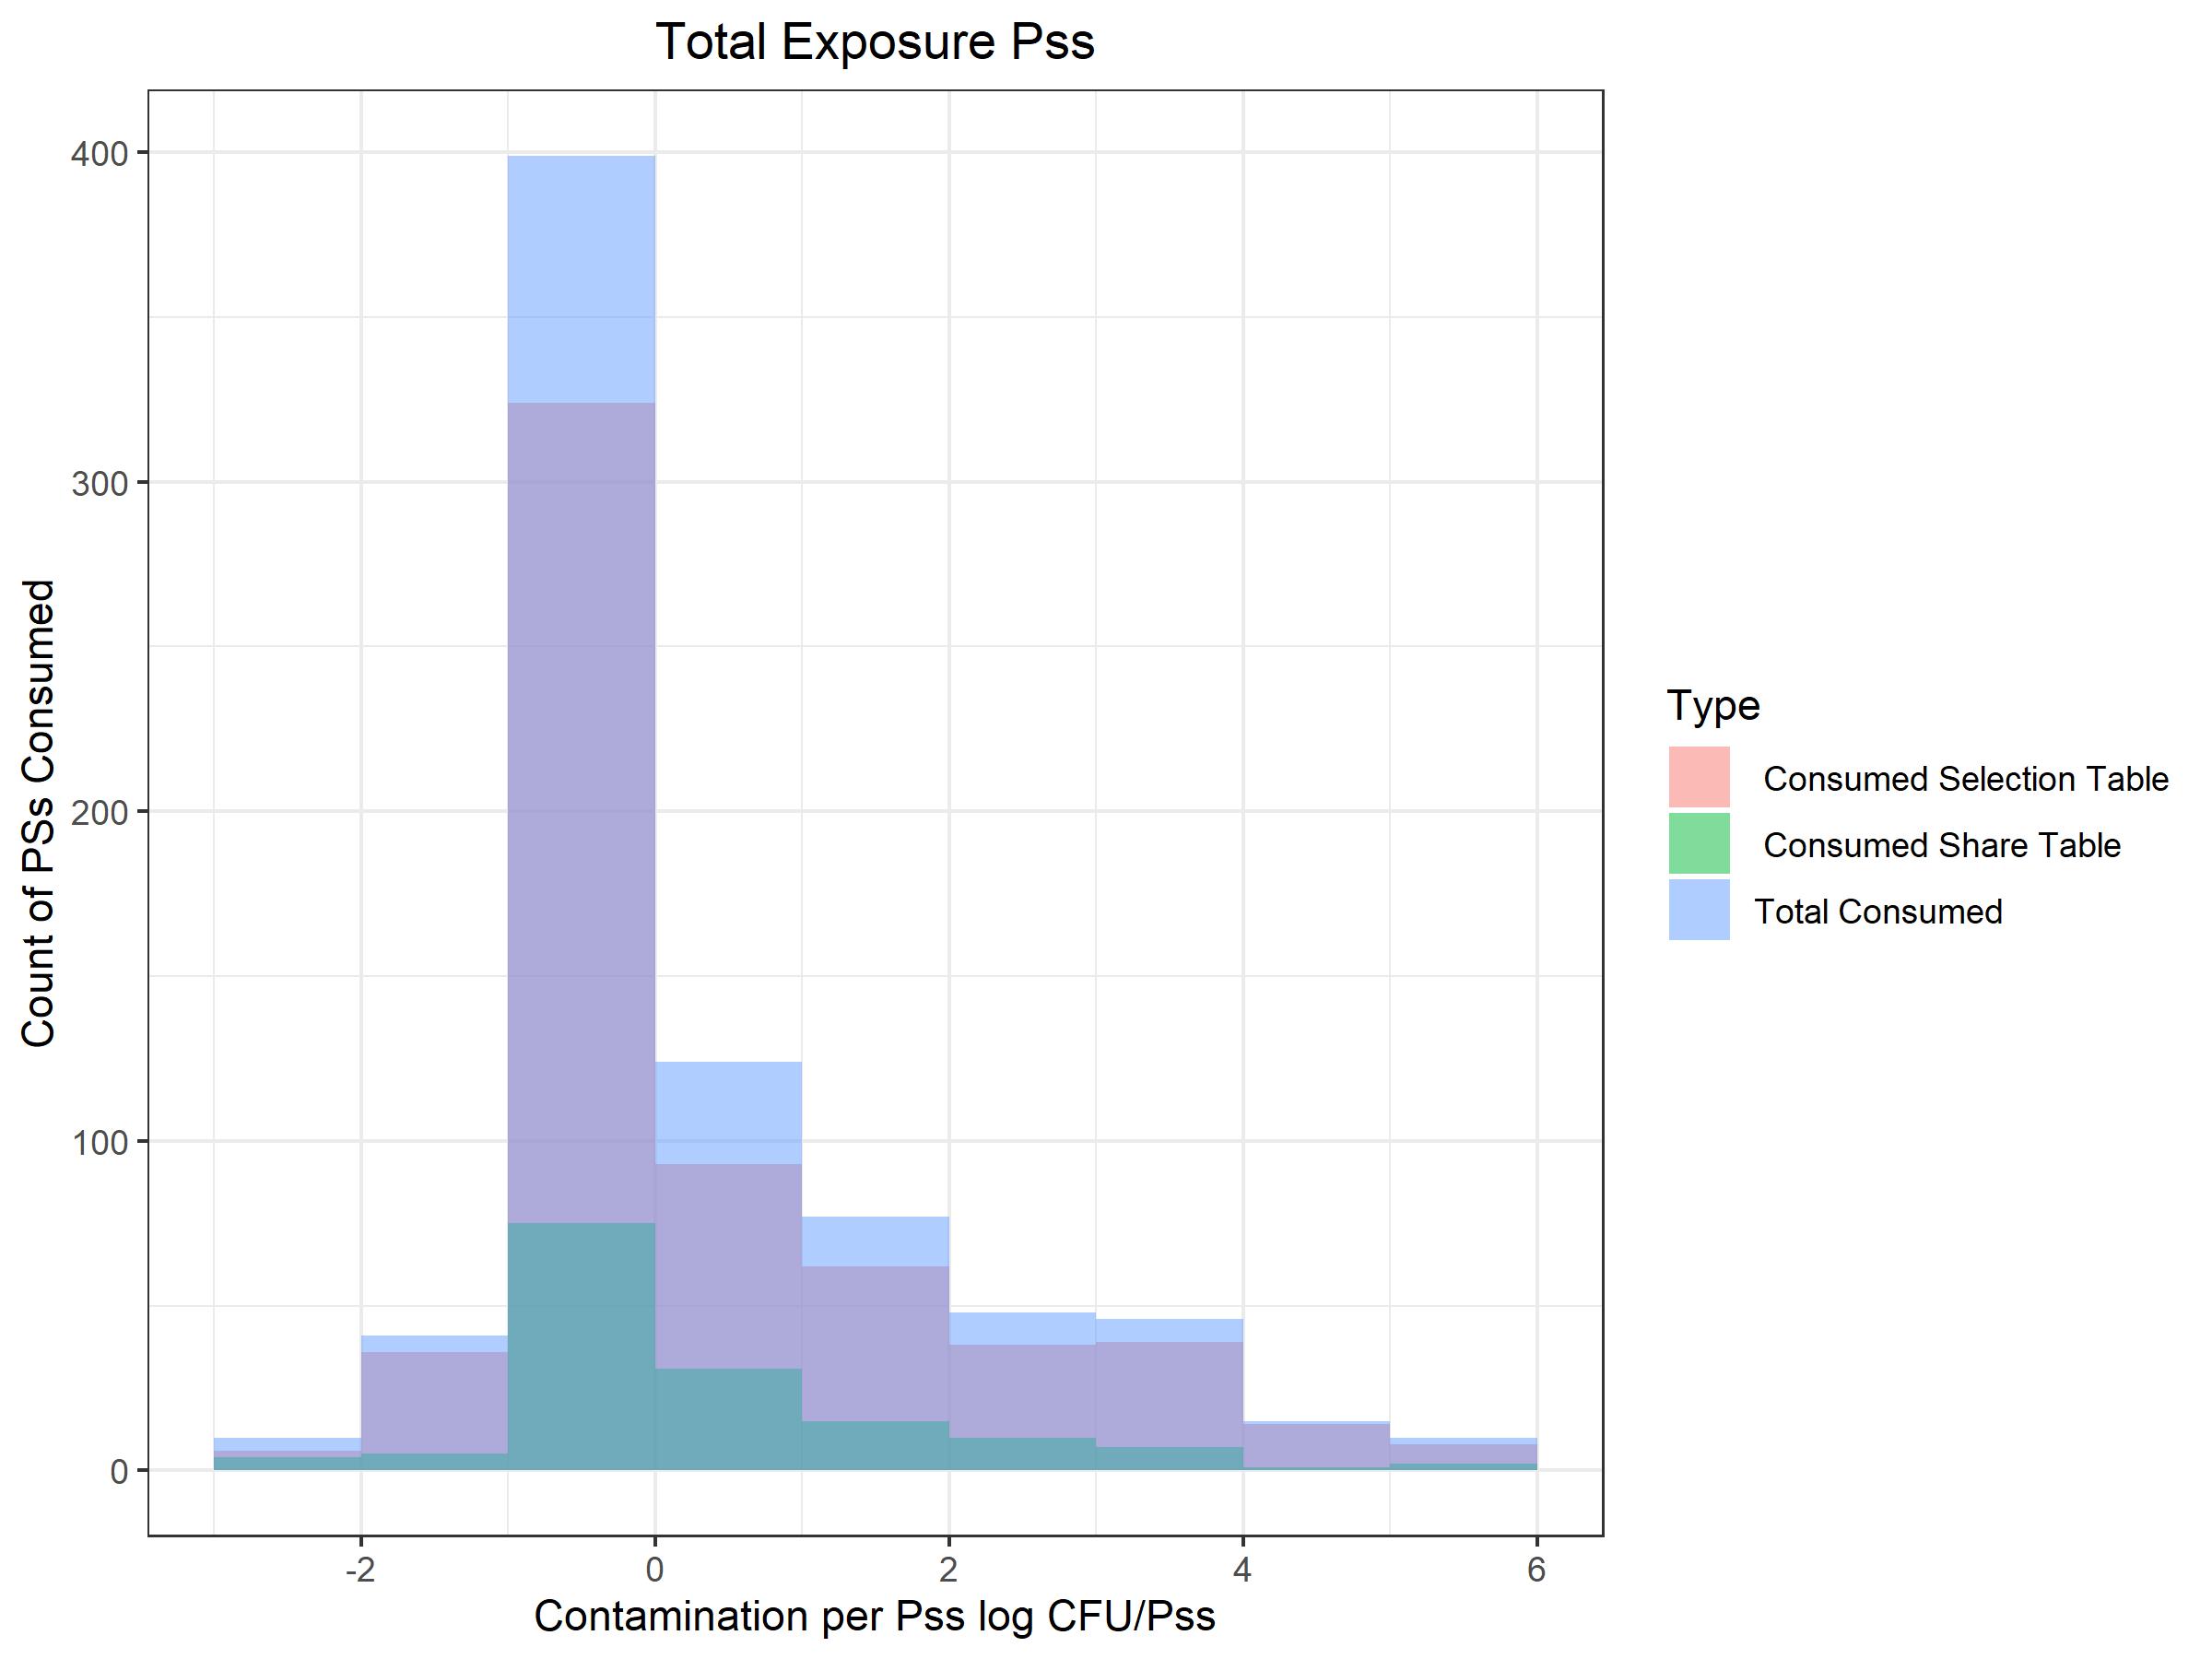 Total Exposure Pss
Count of PSs Consumed
400
300
200
100
0
-2
0
2
4
6
Contamination per Pss log CFU/Pss
Type
Consumed Selection Table
Consumed Share Table
Total Consumed